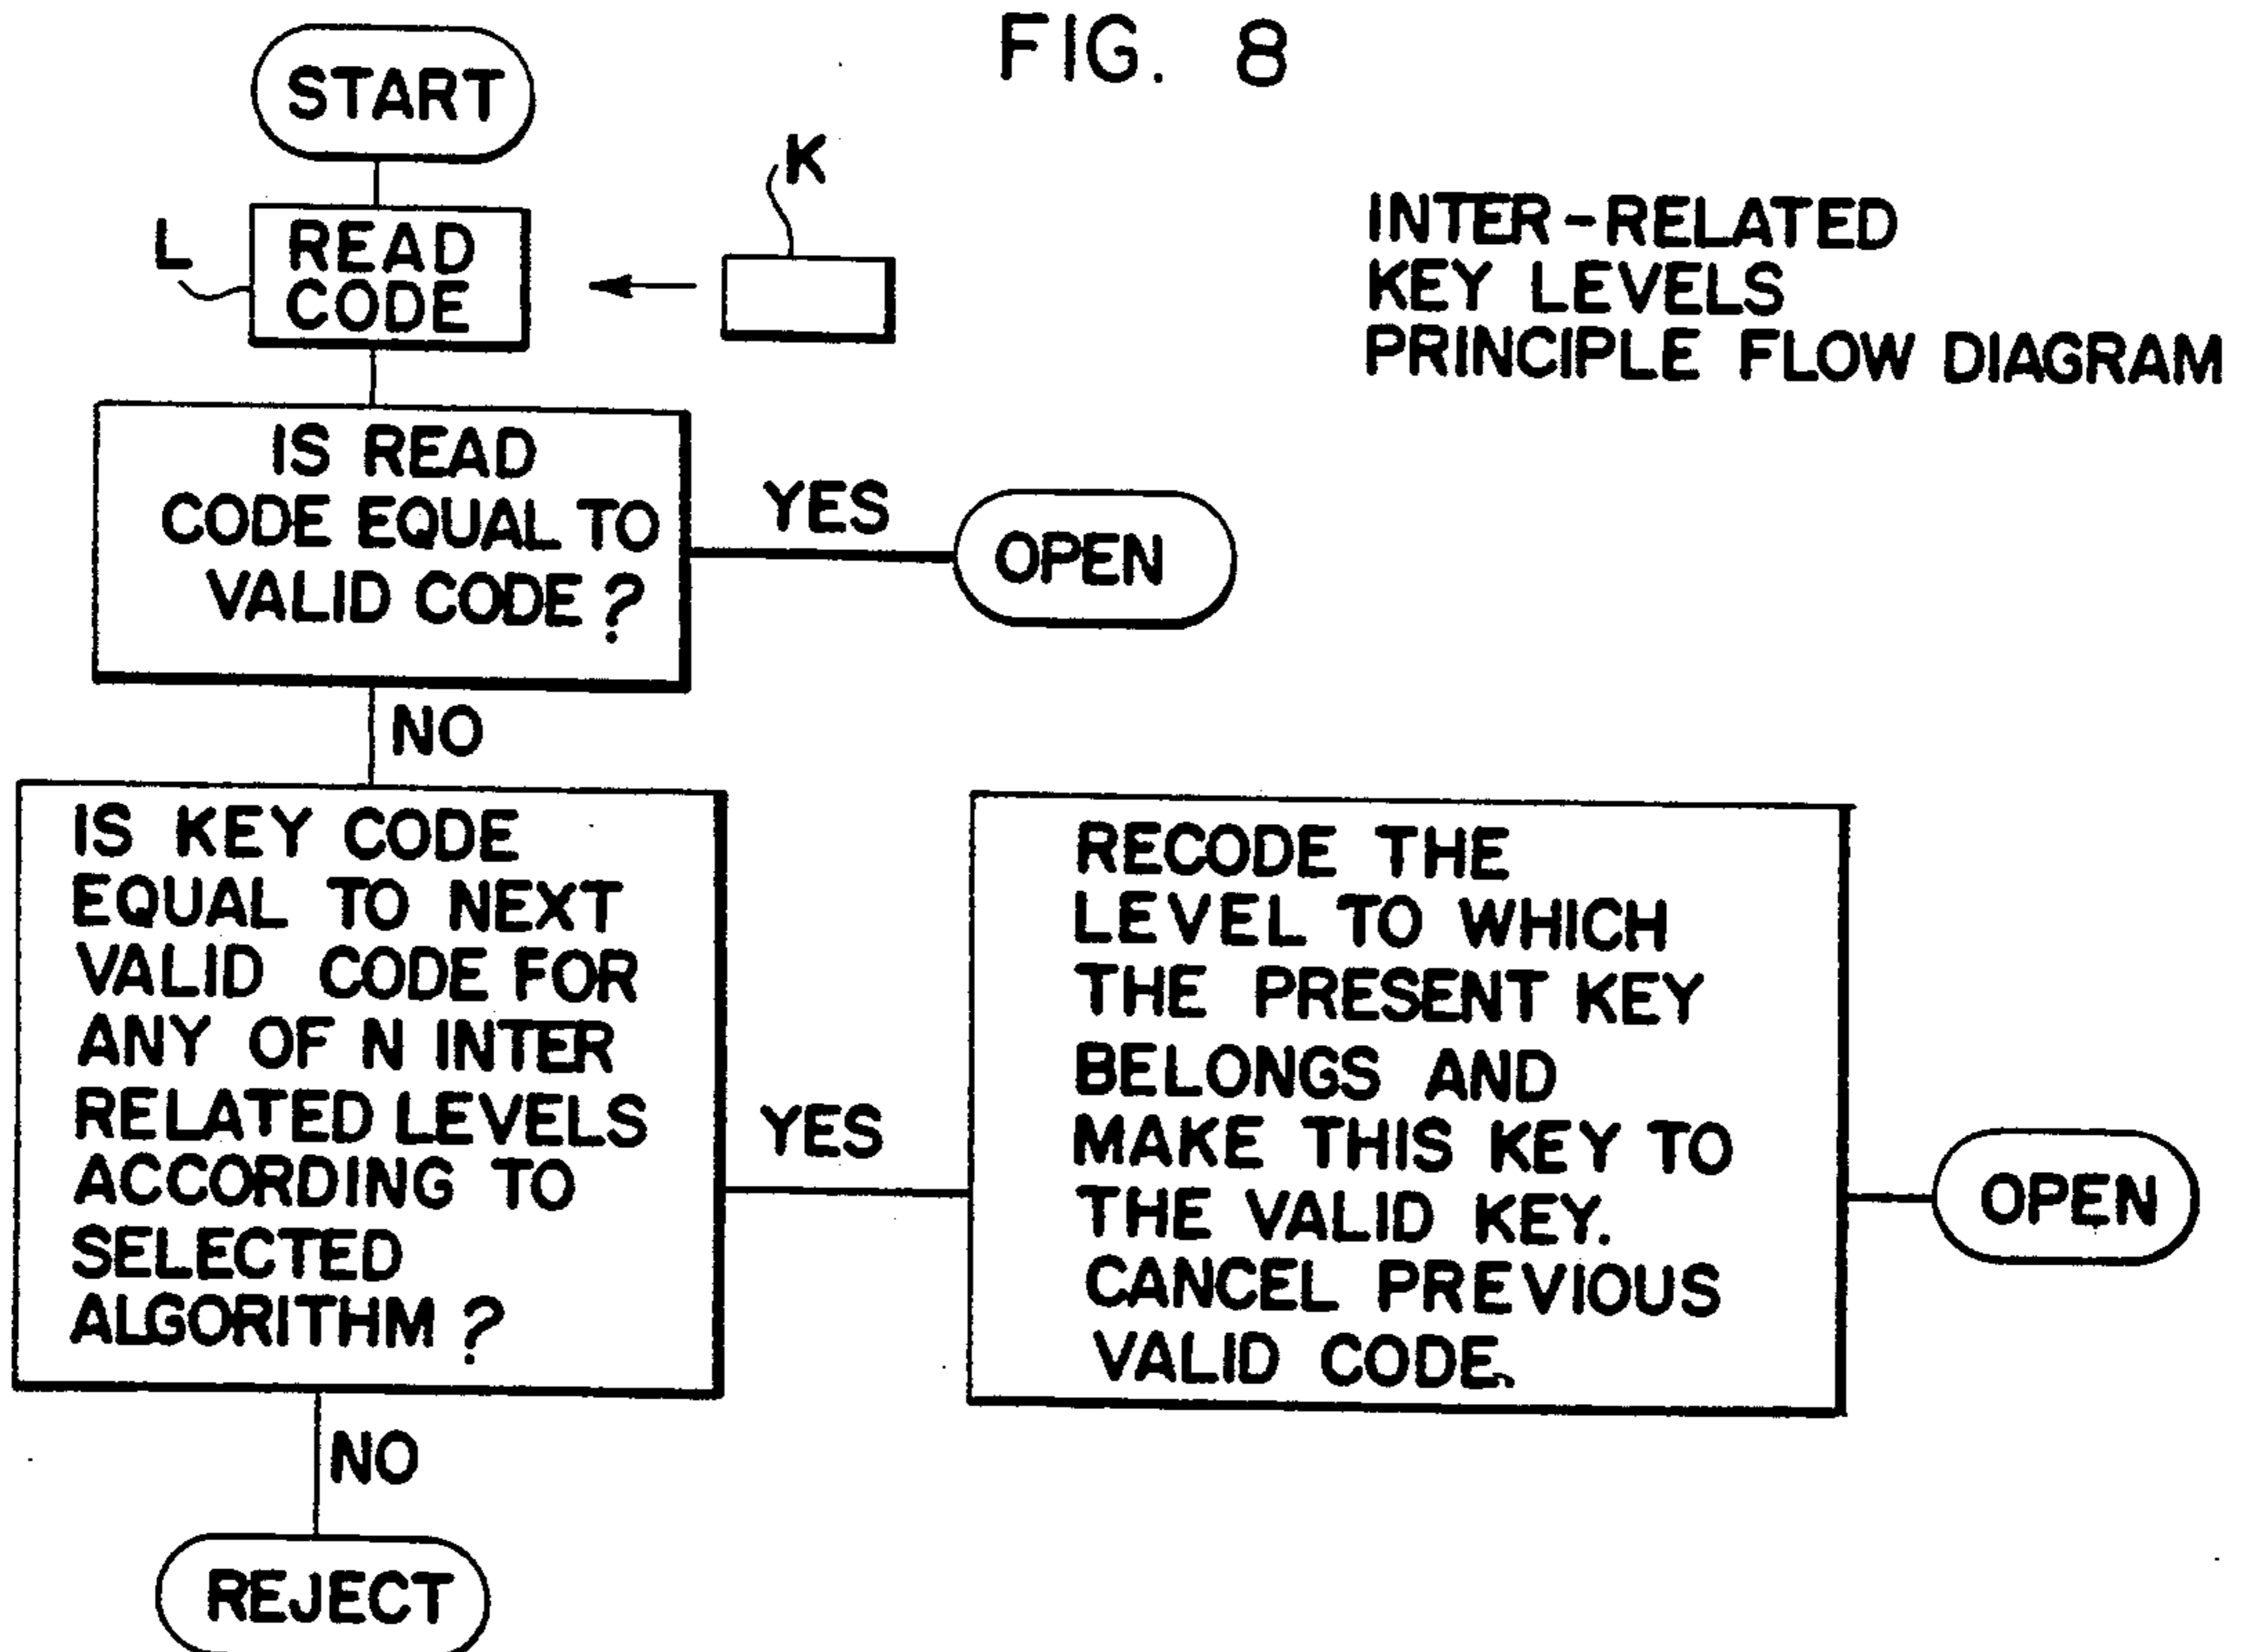 FIG. 8
START
K
L
READ
CODE
INTER-RELATED
KEY LEVELS
PRINCIPLE FLOW DIAGRAM
IS READ
CODE EQUAL TO
VALID CODE?
YES
OPEN
NO
IS KEY CODE
EQUAL TO NEXT
VALID CODE FOR
ANY OF N INTER
RELATED LEVELS
ACCORDING TO
SELECTED
ALGORITHM?
YES
RECODE THE
LEVEL TO WHICH
THE PRESENT KEY
BELONGS AND
MAKE THIS KEY TO
THE VALID KEY.
CANCEL PREVIOUS
VALID CODE.
OPEN
NO
REJECT